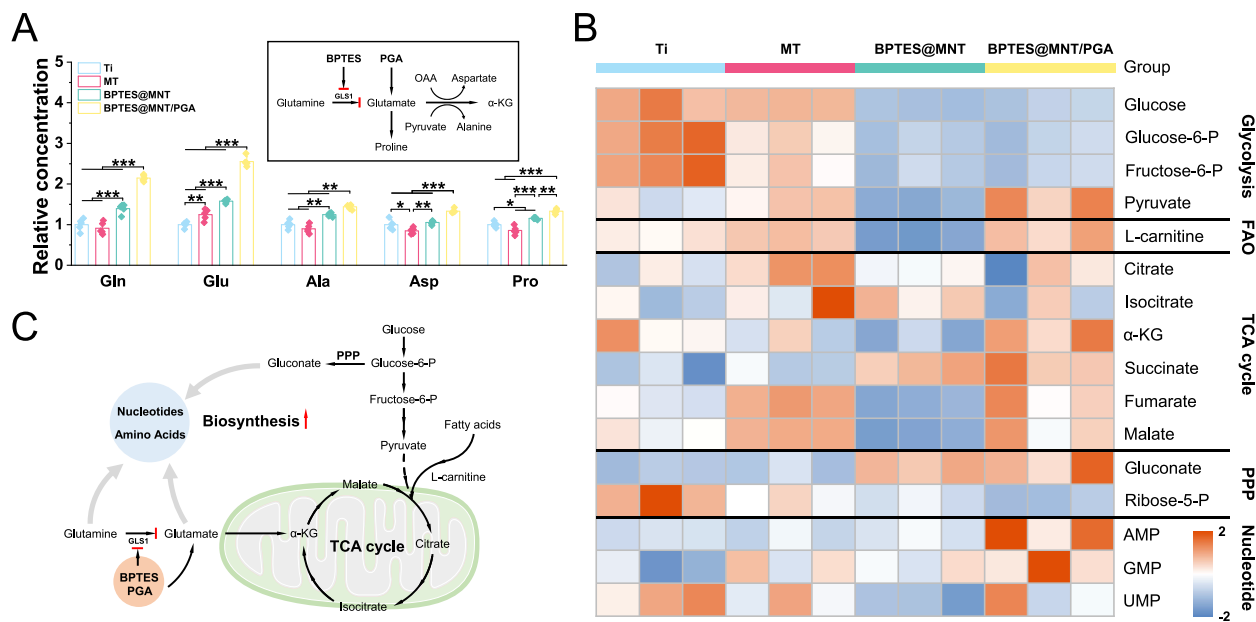 A
Relative concentration
5
4
3
2
1
0
Ti
MT
BPTES@MNT
BPTES@MNT/PGA
BPTES
PGA
OAA
Aspartate
Glutamine
GLS1
Glutamate
α-KG
Pyruvate
Alanine
Proline
***
***
***
***
**
**
**
***
*
**
***
***
**
*
Gln
Glu
Ala
Asp
Pro
B
Ti
MT
BPTES@MNT
BPTES@MNT/PGA
Group
Glucose
Glucose-6-P
Fructose-6-P
Pyruvate
Glycolysis
L-carnitine
FAO
Citrate
Isocitrate
α-KG
Succinate
Fumarate
Malate
TCA cycle
Gluconate
Ribose-5-P
PPP
AMP
GMP
UMP
Nucleotide
2
-2
C
Glucose
Gluconate
PPP
Glucose-6-P
Fructose-6-P
Nucleotides
Amino Acids
Biosynthesis
Pyruvate
Fatty acids
L-carnitine
Malate
Glutamine
GLS1
Glutamate
α-KG
TCA cycle
Citrate
BPTES
PGA
Isocitrate